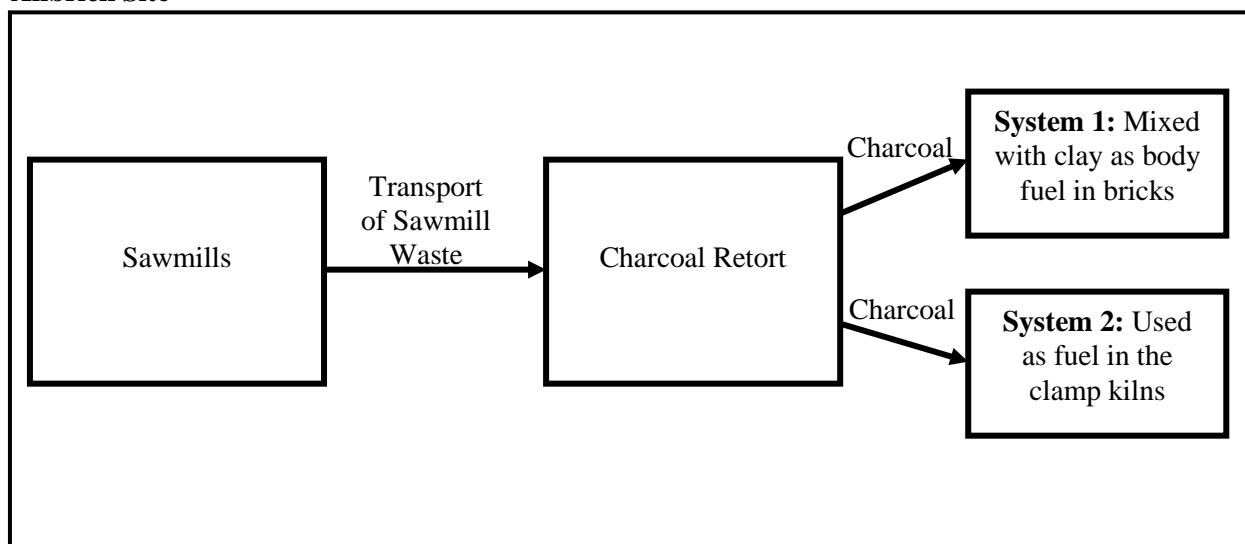 Sawmills
Transport
of Sawmill
Waste
Charcoal Retort
Charcoal
System 1: Mixed
with clay as body
fuel in bricks
Charcoal
System 2: Used
as fuel in the
clamp kilns